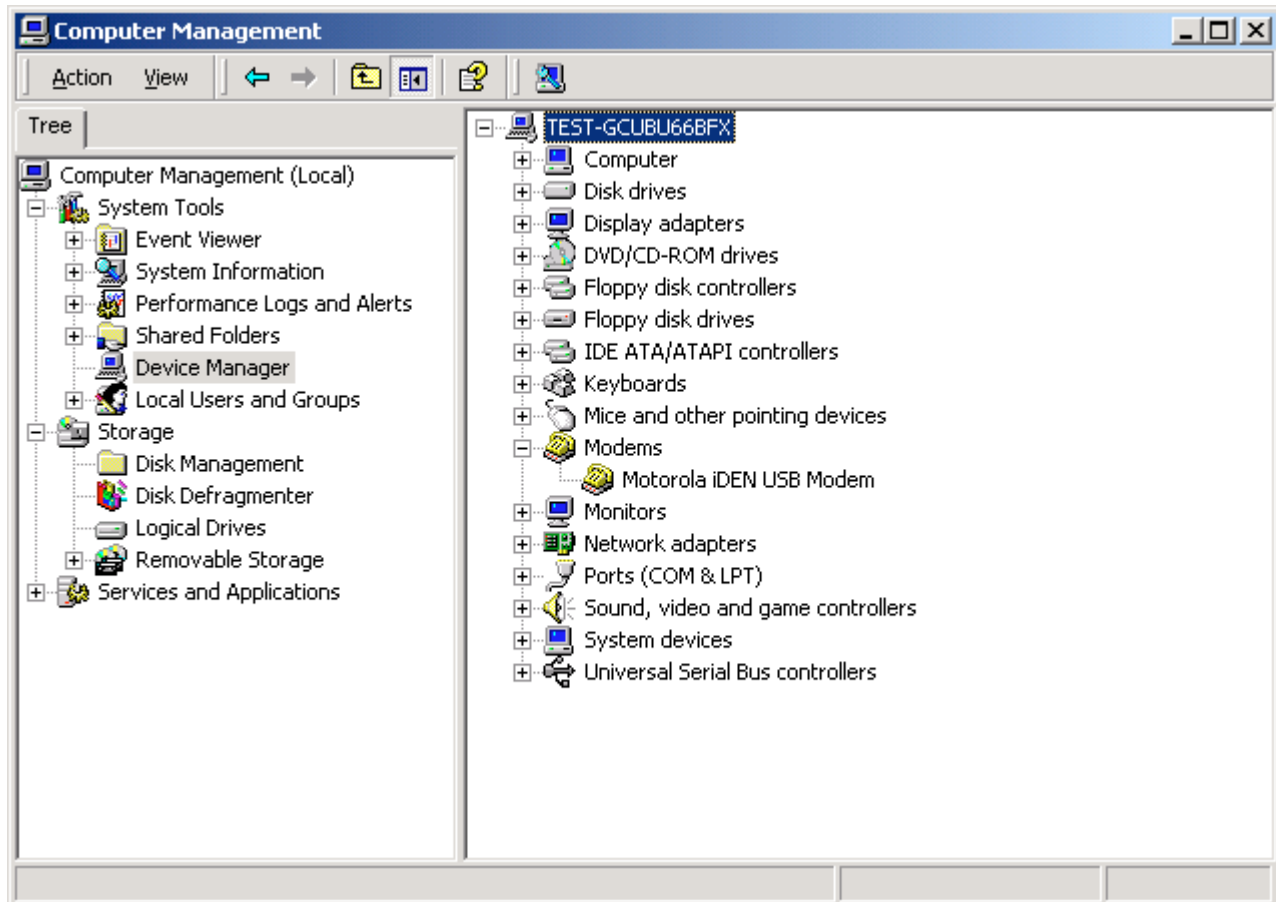 Computer Management
Action View
Tree
Computer Management (Local)
System Tools
Event Viewer
System Information
Performance Logs and Alerts
Shared Folders
Device Manager
Local Users and Groups
Storage
Disk Management
Disk Defragmenter
Logical Drives
Removable Storage
Services and Applications
TEST-GCUBU66BFX
Computer
Disk drives
Display adapters
DVD/CD-ROM drives
Floppy disk controllers
Floppy disk drives
IDE ATA/ATAPI controllers
Keyboards
Mice and other pointing devices
Modems
Motorola iDEN USB Modem
Monitors
Network adapters
Ports (COM & LPT)
Sound, video and game controllers
System devices
Universal Serial Bus controllers